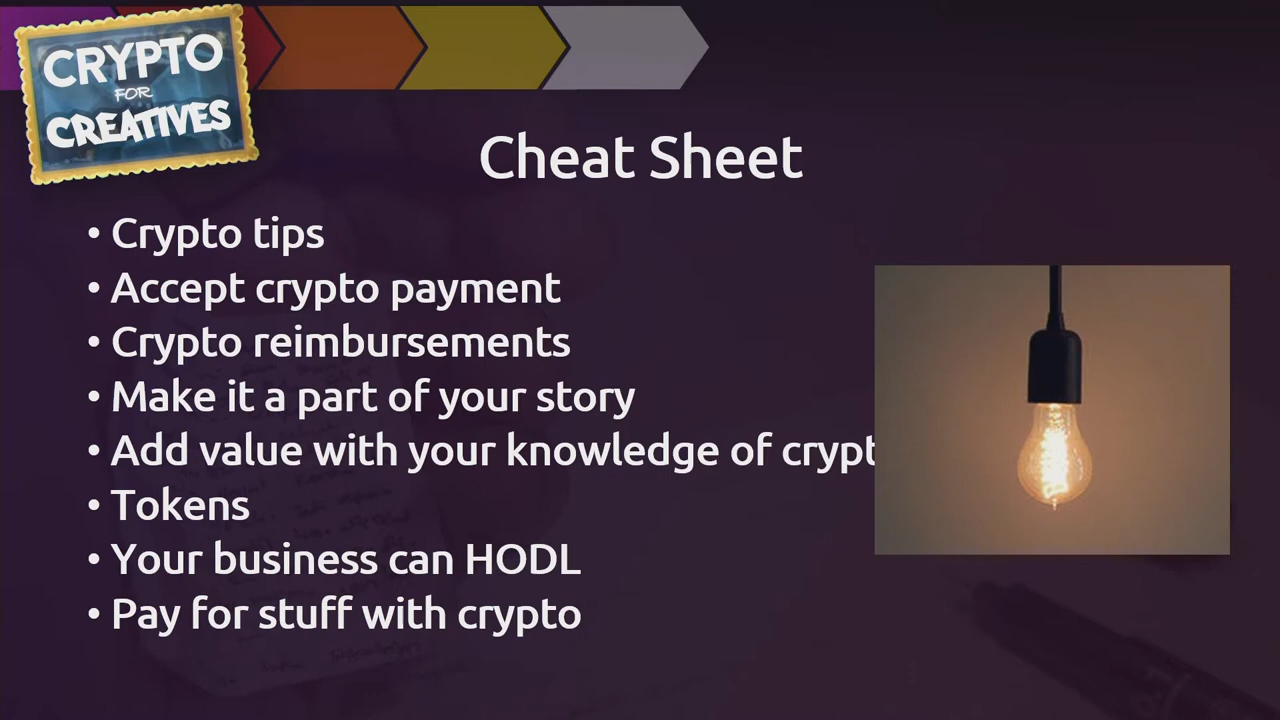 CRYPTO
FOR
CREATIVES
Cheat Sheet
• Crypto tips
• Accept crypto payment
• Crypto reimbursements
• Make it a part of your story
• Add value with your knowledge of crypt
• Tokens
• Your business can HODL
• Pay for stuff with crypto